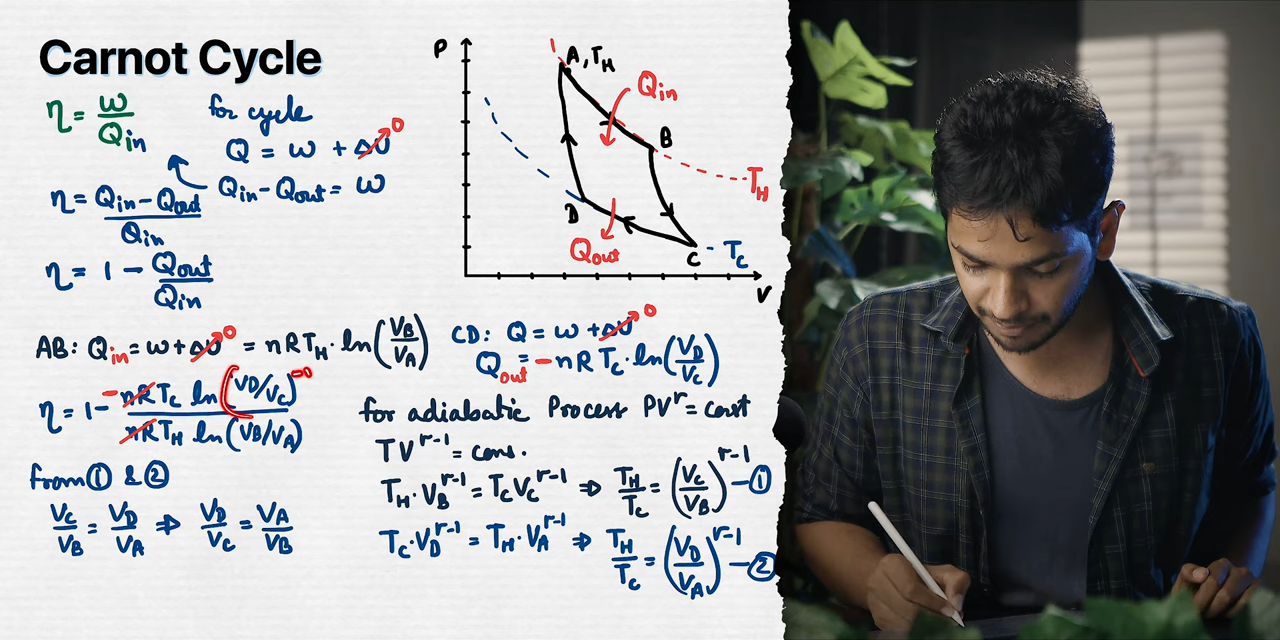 Carnot Cycle
η = W/Qin
for cycle
Q = W + ΔU→0
Qin - Qout = W
η = (Qin - Qout)/Qin
η = 1 - Qout/Qin
P
A, TH
Qin
B
TH
D
Qout
C
TC
V
AB: Qin = W + ΔU→0 = nRTH · ln(VB/VA)
CD: Q = W + ΔU→0
Qout = -nRTC · ln(VD/VC)
η = 1 - (-nRTC ln(VD/VC))/(nRTH ln(VB/VA))
for adiabatic Process PV^r = const
TV^(r-1) = cons.
TH · VB^(r-1) = TC VC^(r-1) ⇒ TH/TC = (VC/VB)^(r-1) — ①
TC · VD^(r-1) = TH · VA^(r-1) ⇒ TH/TC = (VD/VA)^(r-1) — ②
from ① & ②
VC/VB = VD/VA ⇒ VD/VC = VA/VB